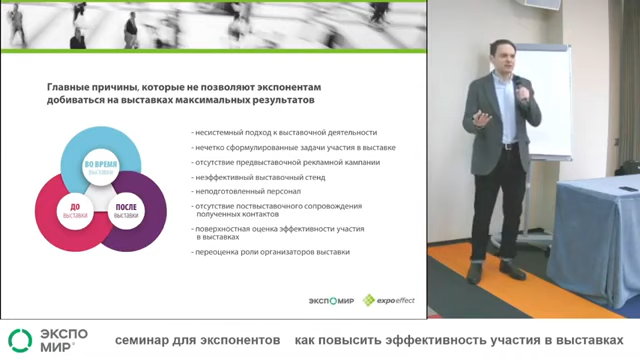 Главные причины, которые не позволяют экспонентам
добиваться на выставках максимальных результатов
ВО ВРЕМЯ
выставки
ДО
выставки
ПОСЛЕ
выставки
- несистемный подход к выставочной деятельности
- нечетко сформулированные задачи участия в выставке
- отсутствие предвыставочной рекламной кампании
- неэффективный выставочный стенд
- неподготовленный персонал
- отсутствие поствыставочного сопровождения
полученных контактов
- поверхностная оценка эффективности участия
в выставках
- переоценка роли организаторов выставки
ЭКСПОМИР expoeffect
ЭКСПО
МИР®
семинар для экспонентов как повысить эффективность участия в выставках